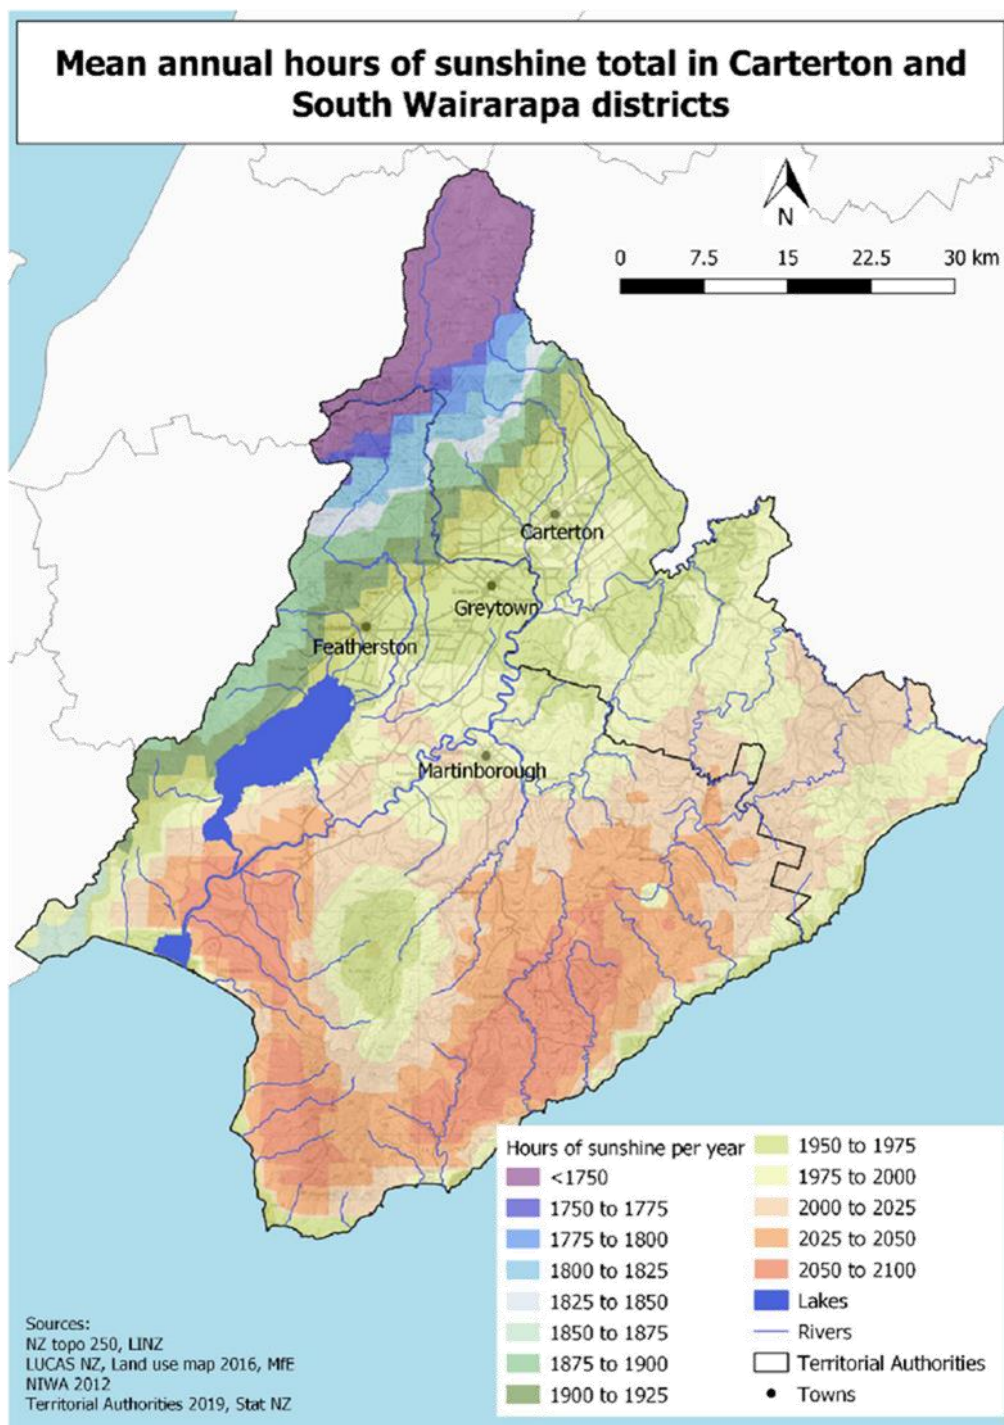 Mean annual hours of sunshine total in Carterton and
South Wairarapa districts
N
0 7.5 15 22.5 30 km
Carterton
Greytown
Featherston
Martinborough
Hours of sunshine per year
<1750
1750 to 1775
1775 to 1800
1800 to 1825
1825 to 1850
1850 to 1875
1875 to 1900
1900 to 1925
1950 to 1975
1975 to 2000
2000 to 2025
2025 to 2050
2050 to 2100
Lakes
Rivers
Territorial Authorities
Towns
Sources:
NZ topo 250, LINZ
LUCAS NZ, Land use map 2016, MfE
NIWA 2012
Territorial Authorities 2019, Stat NZ